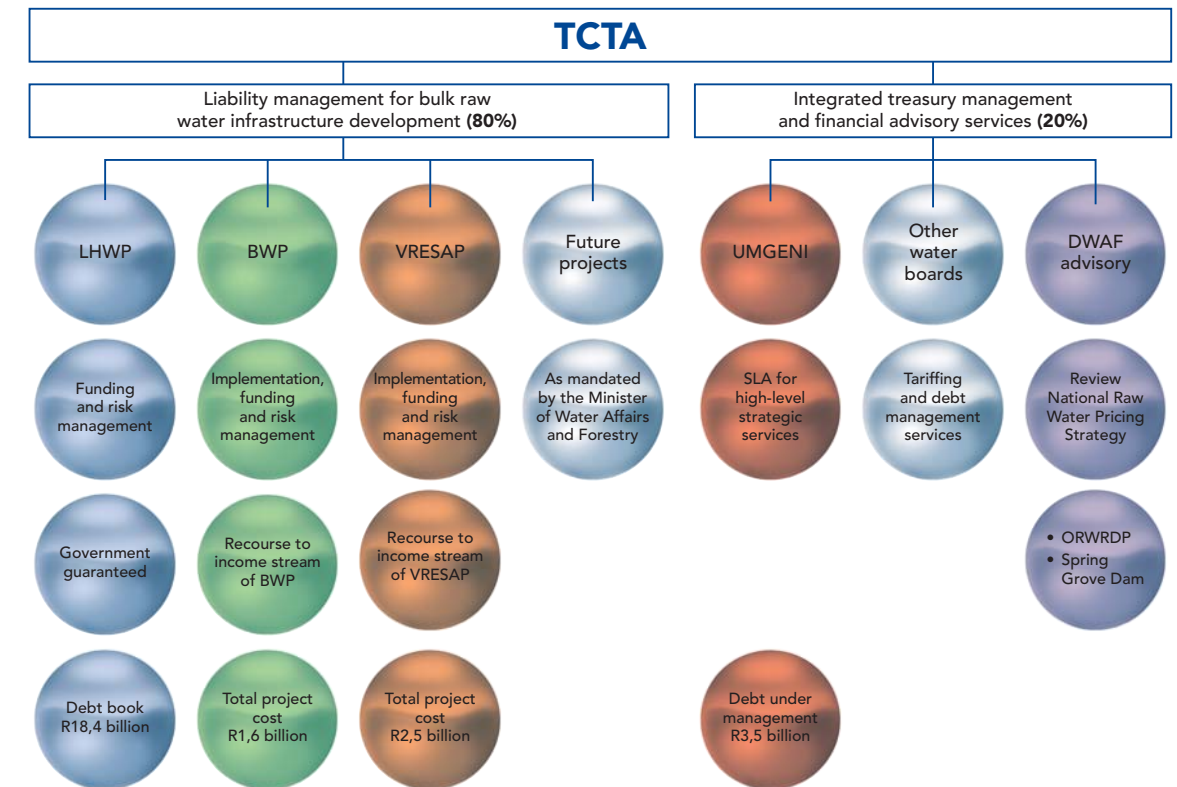 TCTA
Liability management for bulk raw
water infrastructure development (80%)
Integrated treasury management
and financial advisory services (20%)
LHWP
BWP
VRESAP
Future
projects
UMGENI
Other
water
boards
DWAF
advisory
Funding
and risk
management
Implementation,
funding
and risk
management
Implementation,
funding
and risk
management
As mandated
by the Minister
of Water Affairs
and Forestry
SLA for
high-level
strategic
services
Tariffing
and debt
management
services
Review
National Raw
Water Pricing
Strategy
Government
guaranteed
Recourse to
income stream
of BWP
Recourse to
income stream
of VRESAP
• ORWRDP
• Spring
Grove Dam
Debt book
R18,4 billion
Total project
cost
R1,6 billion
Total project
cost
R2,5 billion
Debt under
management
R3,5 billion